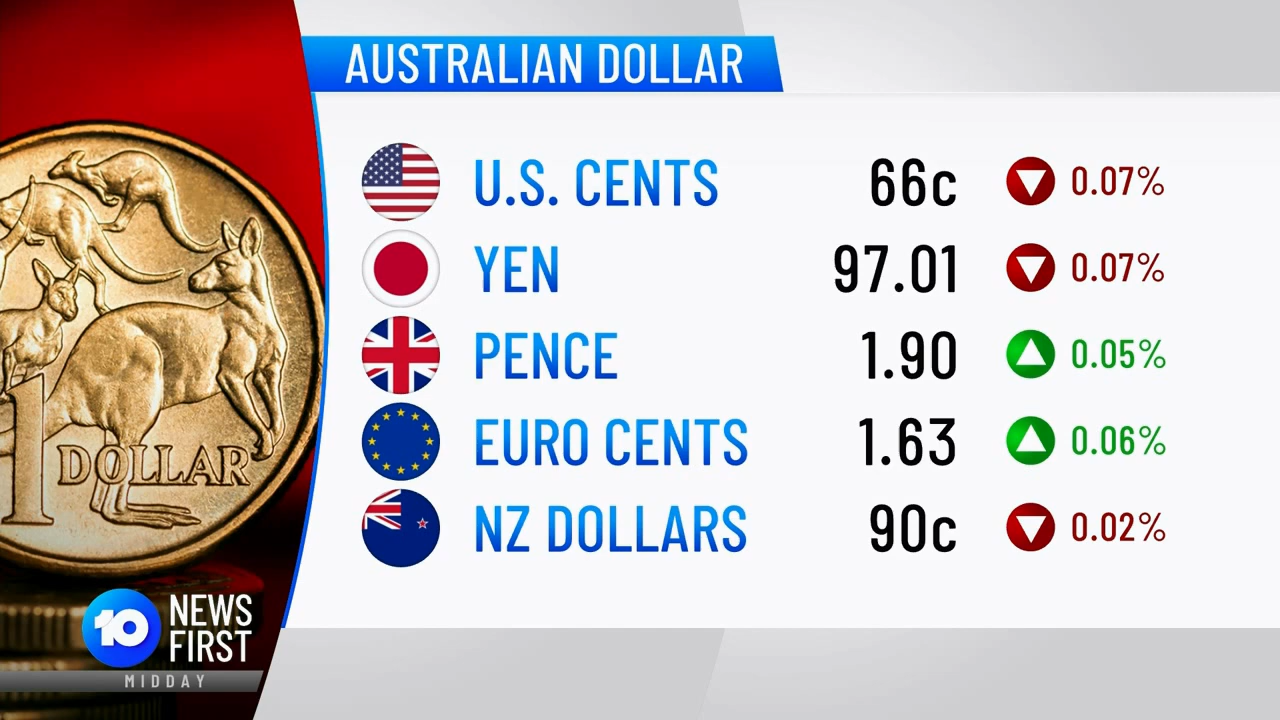 AUSTRALIAN DOLLAR
U.S. CENTS 66c 0.07%
YEN 97.01 0.07%
PENCE 1.90 0.05%
EURO CENTS 1.63 0.06%
NZ DOLLARS 90c 0.02%
1 DOLLAR
10 NEWS
FIRST
MIDDAY